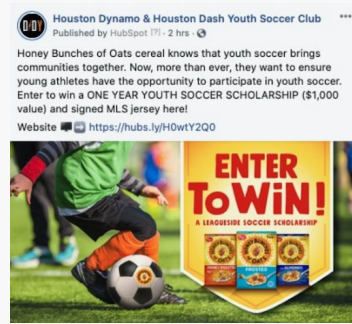 Houston Dynamo & Houston Dash Youth Soccer Club
Published by HubSpot [?] · 2 hrs ·
Honey Bunches of Oats cereal knows that youth soccer brings
communities together. Now, more than ever, they want to ensure
young athletes have the opportunity to participate in youth soccer.
Enter to win a ONE YEAR YOUTH SOCCER SCHOLARSHIP ($1,000
value) and signed MLS jersey here!
Website https://hubs.ly/H0wtY2Q0
ENTER
To WiN!
A LEAGUESIDE SOCCER SCHOLARSHIP
OATS
FROSTED